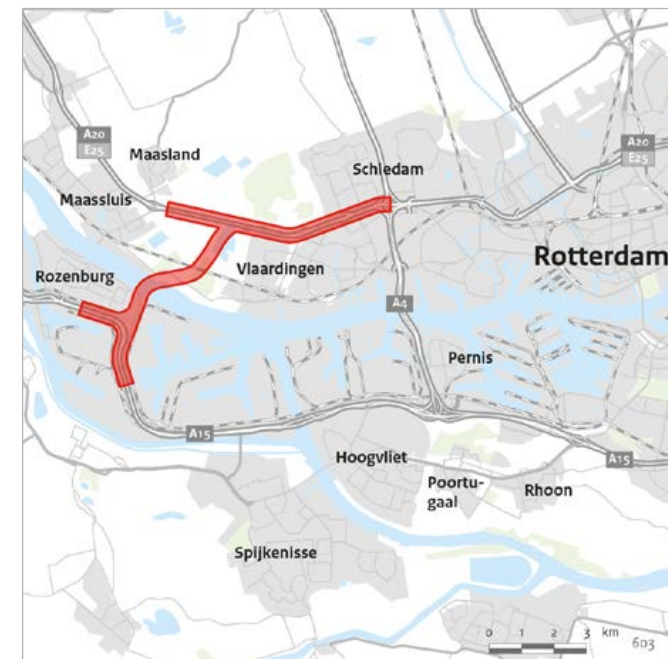 A20
E25
Maasland
Schiedam
A20
E25
Maassluis
Rotterdam
Rozenburg
Vlaardingen
A4
Pernis
A15
Hoogvliet
Poortu-
gaal
Rhoon
A15
Spijkenisse
0 1 2 3 km
603